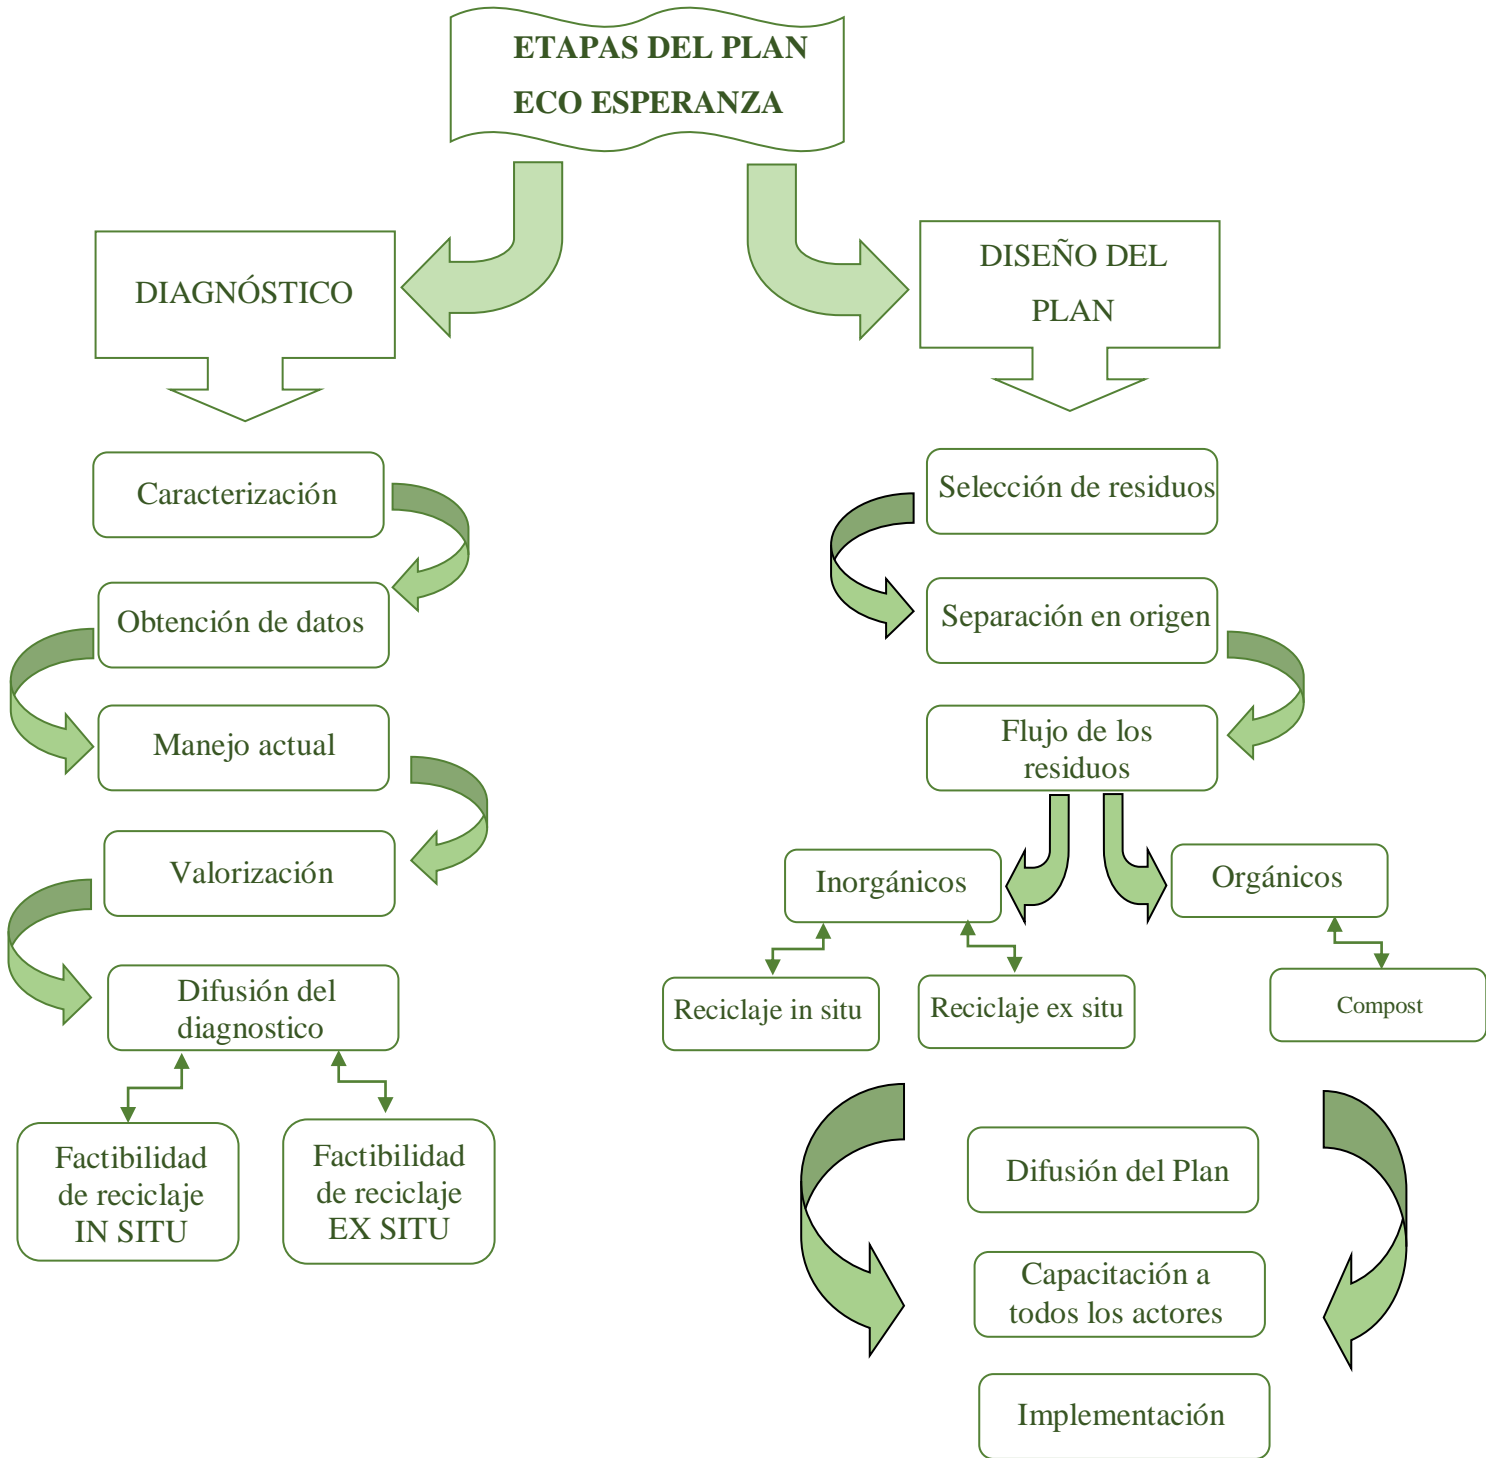 ETAPAS DEL PLAN
ECO ESPERANZA
DIAGNÓSTICO
Caracterización
Obtención de datos
Manejo actual
Valorización
Difusión del
diagnostico
Factibilidad
de reciclaje
IN SITU
Factibilidad
de reciclaje
EX SITU
DISEÑO DEL
PLAN
Selección de residuos
Separación en origen
Flujo de los
residuos
Inorgánicos
Orgánicos
Reciclaje in situ
Reciclaje ex situ
Compost
Difusión del Plan
Capacitación a
todos los actores
Implementación